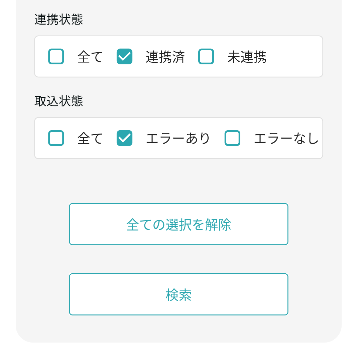 連携状態
全て 連携済 未連携
取込状態
全て エラーあり エラーなし
全ての選択を解除
検索